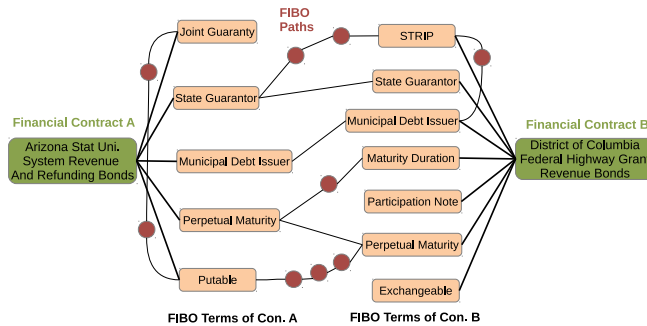 FIBO
Paths
Joint Guaranty
STRIP
State Guarantor
State Guarantor
Financial Contract A
Arizona Stat Uni.
System Revenue
And Refunding Bonds
Municipal Debt Issuer
Municipal Debt Issuer
Maturity Duration
Financial Contract B
District of Columbia
Federal Highway Grant
Revenue Bonds
Participation Note
Perpetual Maturity
Perpetual Maturity
Putable
Exchangeable
FIBO Terms of Con. A
FIBO Terms of Con. B